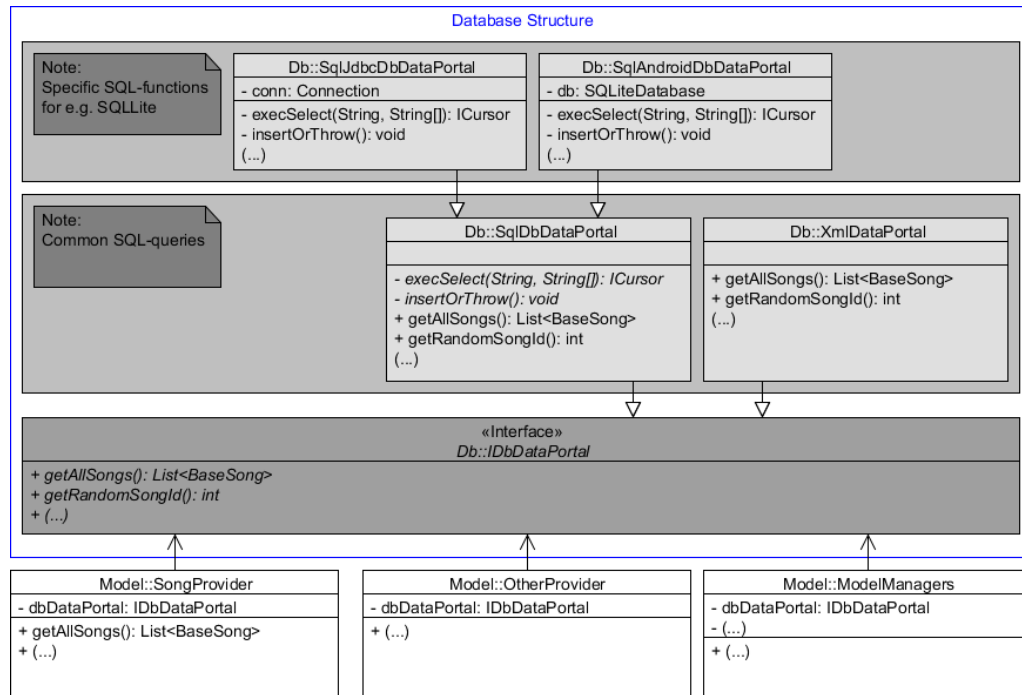 Database Structure
Note:
Specific SQL-functions
for e.g. SQLLite
Db::SqlJdbcDbDataPortal
- conn: Connection
- execSelect(String, String[]): ICursor
- insertOrThrow(): void
(...)
Db::SqlAndroidDbDataPortal
- db: SQLiteDatabase
- execSelect(String, String[]): ICursor
- insertOrThrow(): void
(...)
Note:
Common SQL-queries
Db::SqlDbDataPortal
- execSelect(String, String[]): ICursor
- insertOrThrow(): void
+ getAllSongs(): List<BaseSong>
+ getRandomSongId(): int
(...)
Db::XmlDataPortal
+ getAllSongs(): List<BaseSong>
+ getRandomSongId(): int
(...)
«Interface»
Db::IDbDataPortal
+ getAllSongs(): List<BaseSong>
+ getRandomSongId(): int
+ (...)
Model::SongProvider
- dbDataPortal: IDbDataPortal
+ getAllSongs(): List<BaseSong>
+ (...)
Model::OtherProvider
- dbDataPortal: IDbDataPortal
+ (...)
Model::ModelManagers
- dbDataPortal: IDbDataPortal
- (...)
+ (...)